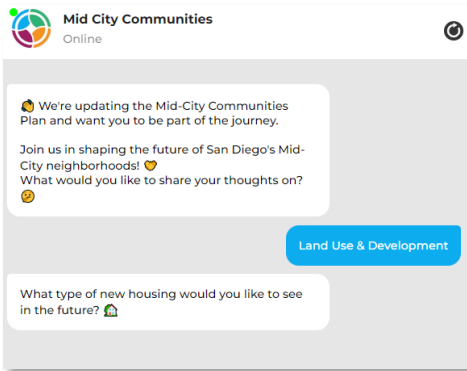 Mid City Communities
Online
We're updating the Mid-City Communities
Plan and want you to be part of the journey.
Join us in shaping the future of San Diego's Mid-
City neighborhoods!
What would you like to share your thoughts on?
Land Use & Development
What type of new housing would you like to see
in the future?